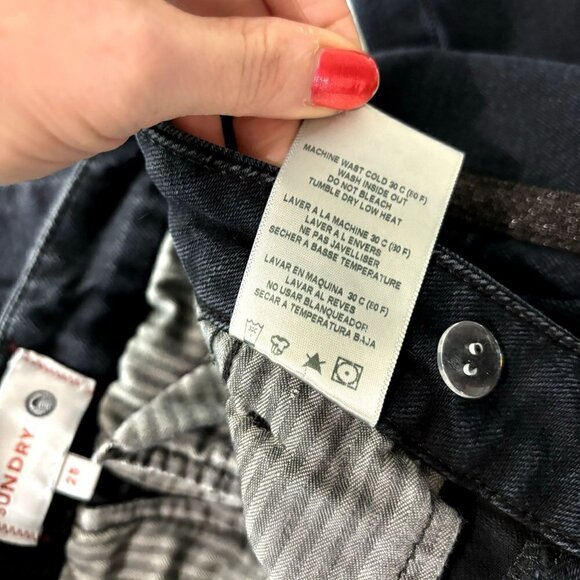 MACHINE WAST COLD 30 C (80 F)
WASH INSIDE OUT
DO NOT BLEACH
TUMBLE DRY LOW HEAT
LAVER A LA MACHINE 30 C (80 F)
LAVER A L ENVERS
NE PAS JAVELLISER
SECHER A BASSE TEMPERATURE
LAVAR EN MAQUINA 30 C (80 F)
LAVAR AL REVES
NO USAR BLANQUEADOR
SECAR A TEMPERATURA BAJA
SUNDRY
28